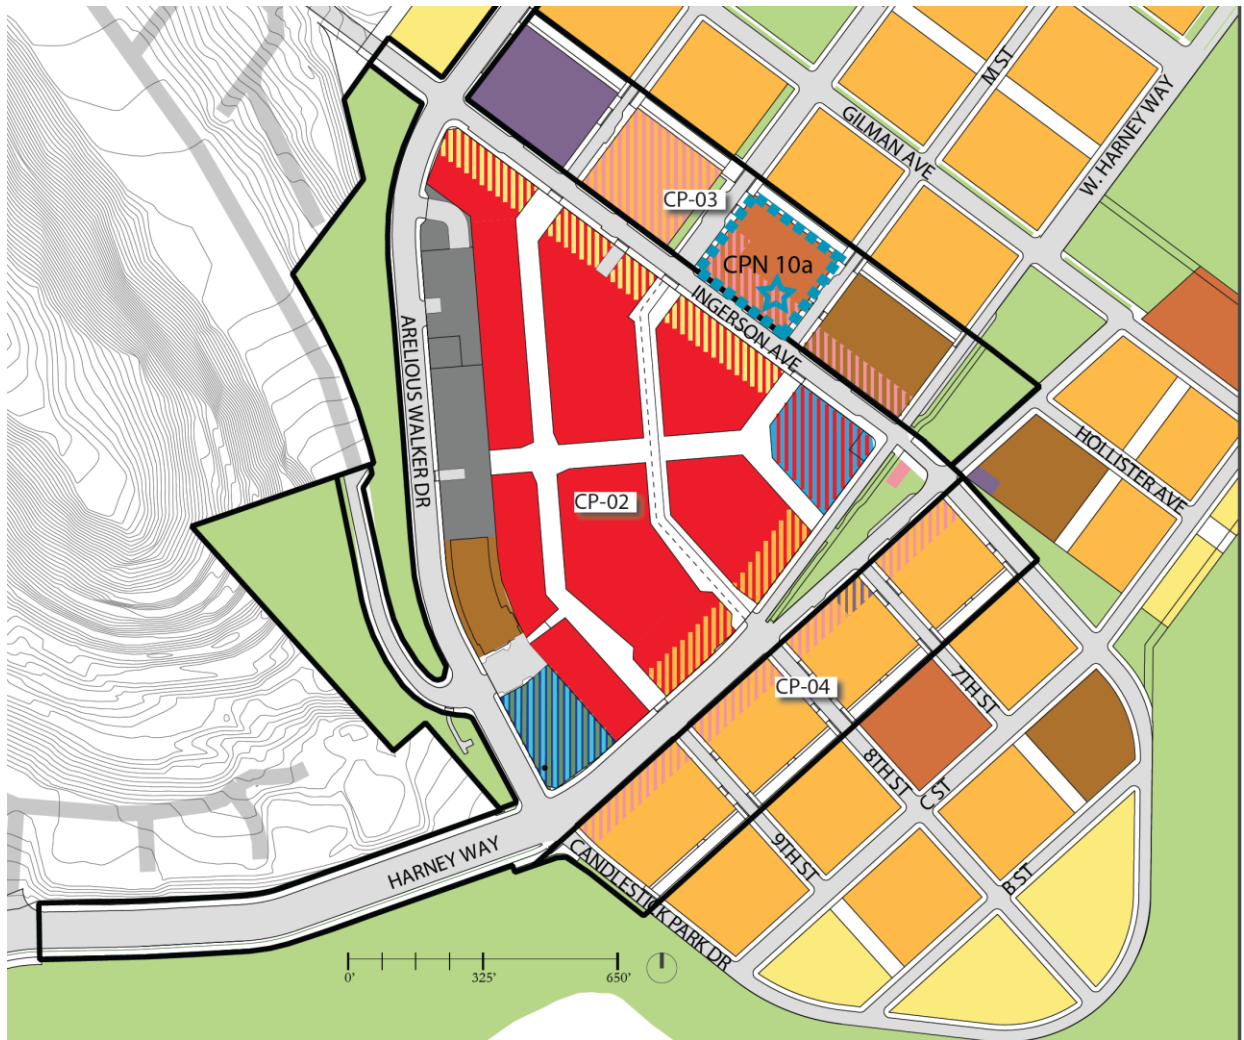 M ST
GILMAN AVE
W. HARNEY WAY
CP-03
CPN 10a
INGERSON AVE
ARELIOUS WALKER DR
HOLLISTER AVE
CP-02
CP-04
7TH ST
8TH ST
C ST
9TH ST
B ST
HARNEY WAY
CANDLESTICK PARK DR
0' 325' 650'